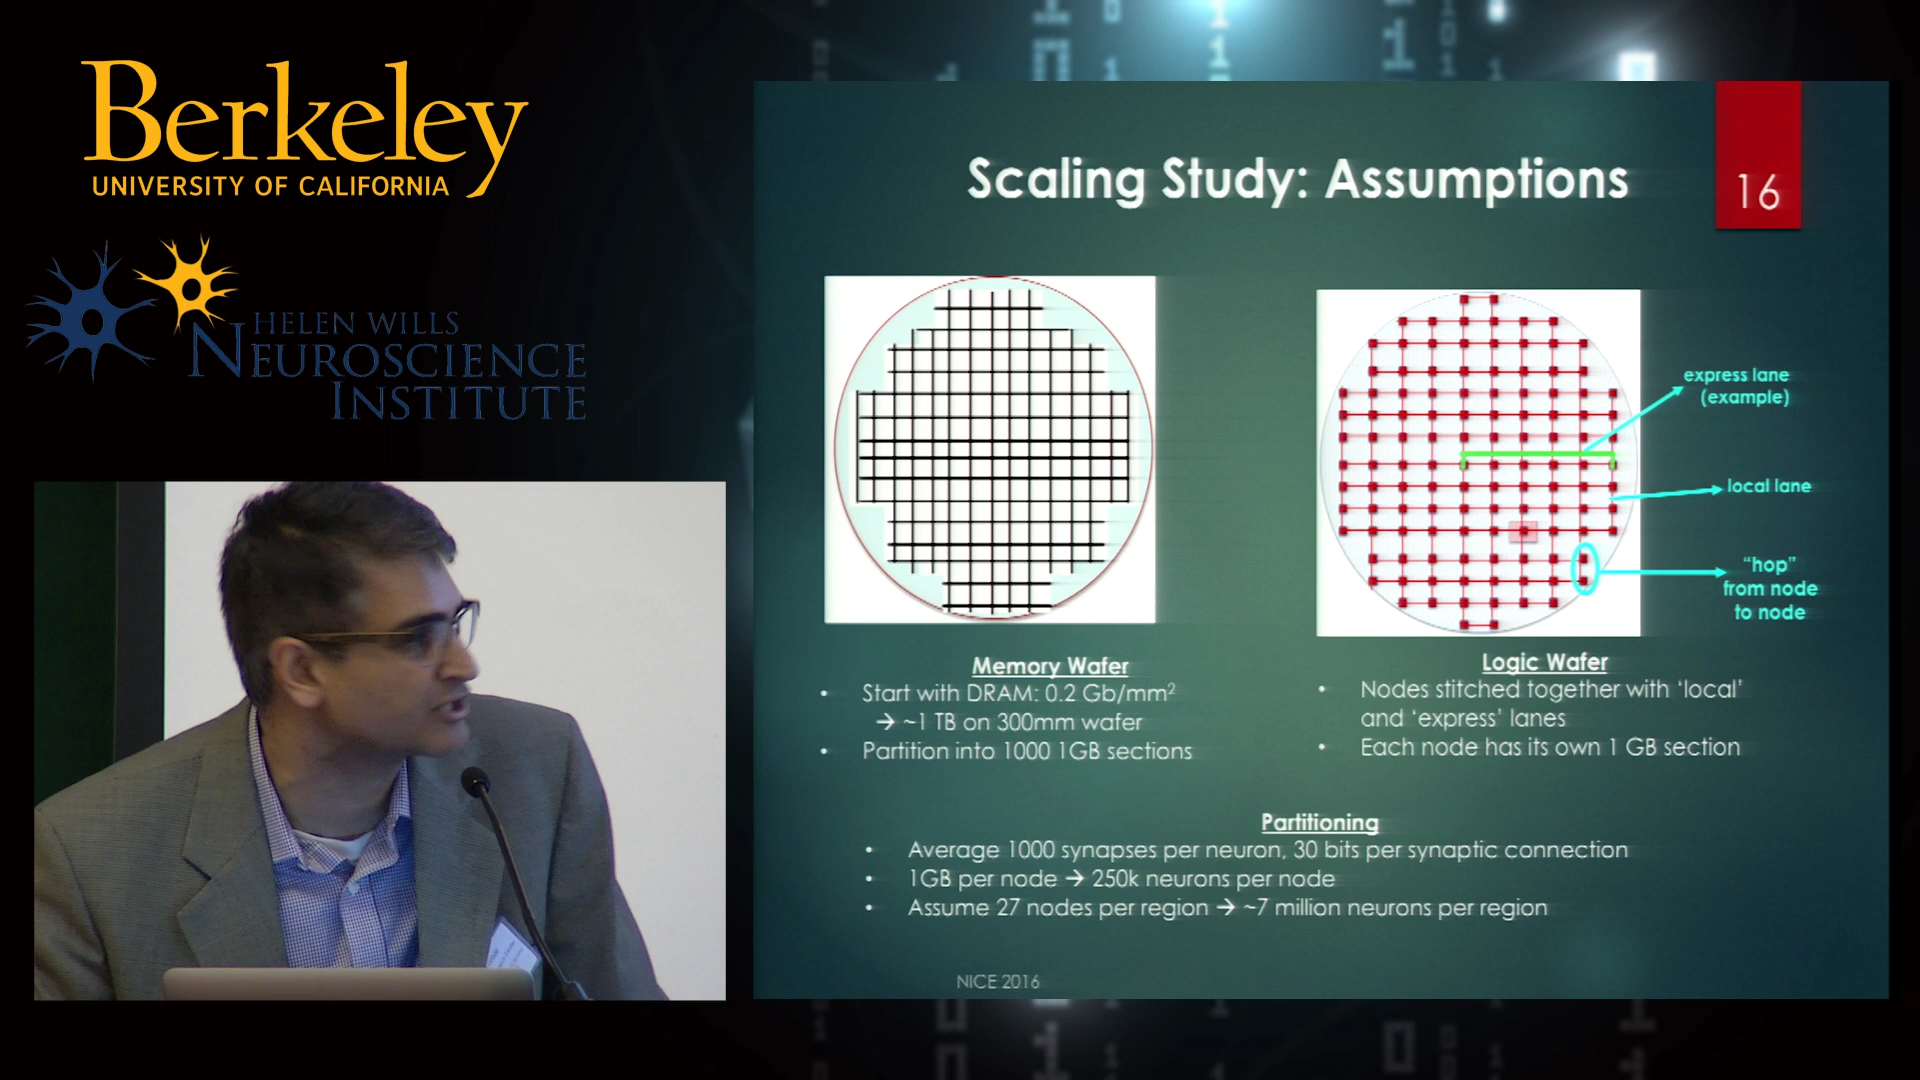 Berkeley
UNIVERSITY OF CALIFORNIA
HELEN WILLS
NEUROSCIENCE
INSTITUTE
Scaling Study: Assumptions
16
express lane
(example)
local lane
“hop”
from node
to node
Memory Wafer
• Start with DRAM: 0.2 Gb/mm²
→ ~1 TB on 300mm wafer
• Partition into 1000 1GB sections
Logic Wafer
• Nodes stitched together with ‘local’
and ‘express’ lanes
• Each node has its own 1 GB section
Partitioning
• Average 1000 synapses per neuron, 30 bits per synaptic connection
• 1GB per node → 250k neurons per node
• Assume 27 nodes per region → ~7 million neurons per region
NICE 2016